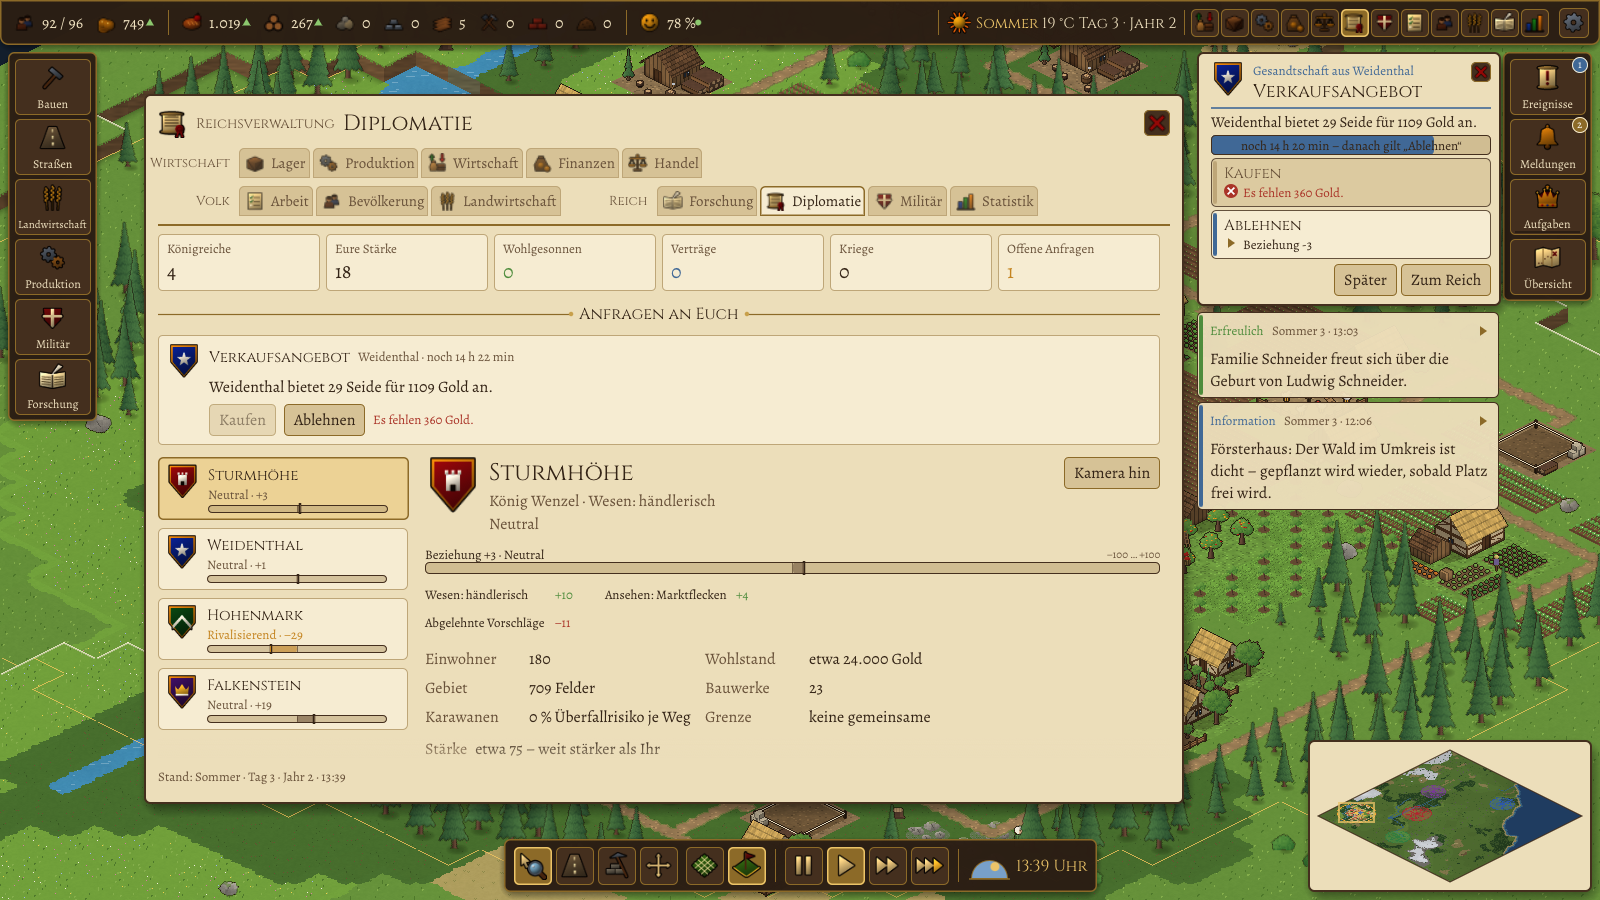 92 / 96 749 1.019 267 0 0 5 0 0 0 78 % Sommer 19 °C Tag 3 · Jahr 2
Bauen
Straßen
Landwirtschaft
Produktion
Militär
Forschung
Reichsverwaltung Diplomatie
Wirtschaft Lager Produktion Wirtschaft Finanzen Handel
Volk Arbeit Bevölkerung Landwirtschaft Reich Forschung Diplomatie Militär Statistik
Königreiche Eure Stärke Wohlgesonnen Verträge Kriege Offene Anfragen
4 18 0 0 0 1
Anfragen an Euch
Verkaufsangebot Weidenthal · noch 14 h 22 min
Weidenthal bietet 29 Seide für 1109 Gold an.
Kaufen Ablehnen Es fehlen 360 Gold.
Sturmhöhe
Neutral · +3
Weidenthal
Neutral · +1
Hohenmark
Rivalisierend · −29
Falkenstein
Neutral · +19
Stand: Sommer · Tag 3 · Jahr 2 · 13:39
Sturmhöhe Kamera hin
König Wenzel · Wesen: händlerisch
Neutral
Beziehung +3 · Neutral −100 … +100
Wesen: händlerisch +10 Ansehen: Marktflecken +4
Abgelehnte Vorschläge −11
Einwohner 180 Wohlstand etwa 24.000 Gold
Gebiet 709 Felder Bauwerke 23
Karawanen 0 % Überfallrisiko je Weg Grenze keine gemeinsame
Stärke etwa 75 – weit stärker als Ihr
Gesandtschaft aus Weidenthal
Verkaufsangebot
Weidenthal bietet 29 Seide für 1109 Gold an.
noch 14 h 20 min – danach gilt „Ablehnen“
Kaufen
Es fehlen 360 Gold.
Ablehnen
Beziehung -3
Später Zum Reich
Erfreulich Sommer 3 · 13:03
Familie Schneider freut sich über die
Geburt von Ludwig Schneider.
Information Sommer 3 · 12:06
Försterhaus: Der Wald im Umkreis ist
dicht – gepflanzt wird wieder, sobald Platz
frei wird.
1
Ereignisse
2
Meldungen
Aufgaben
Übersicht
13:39 Uhr